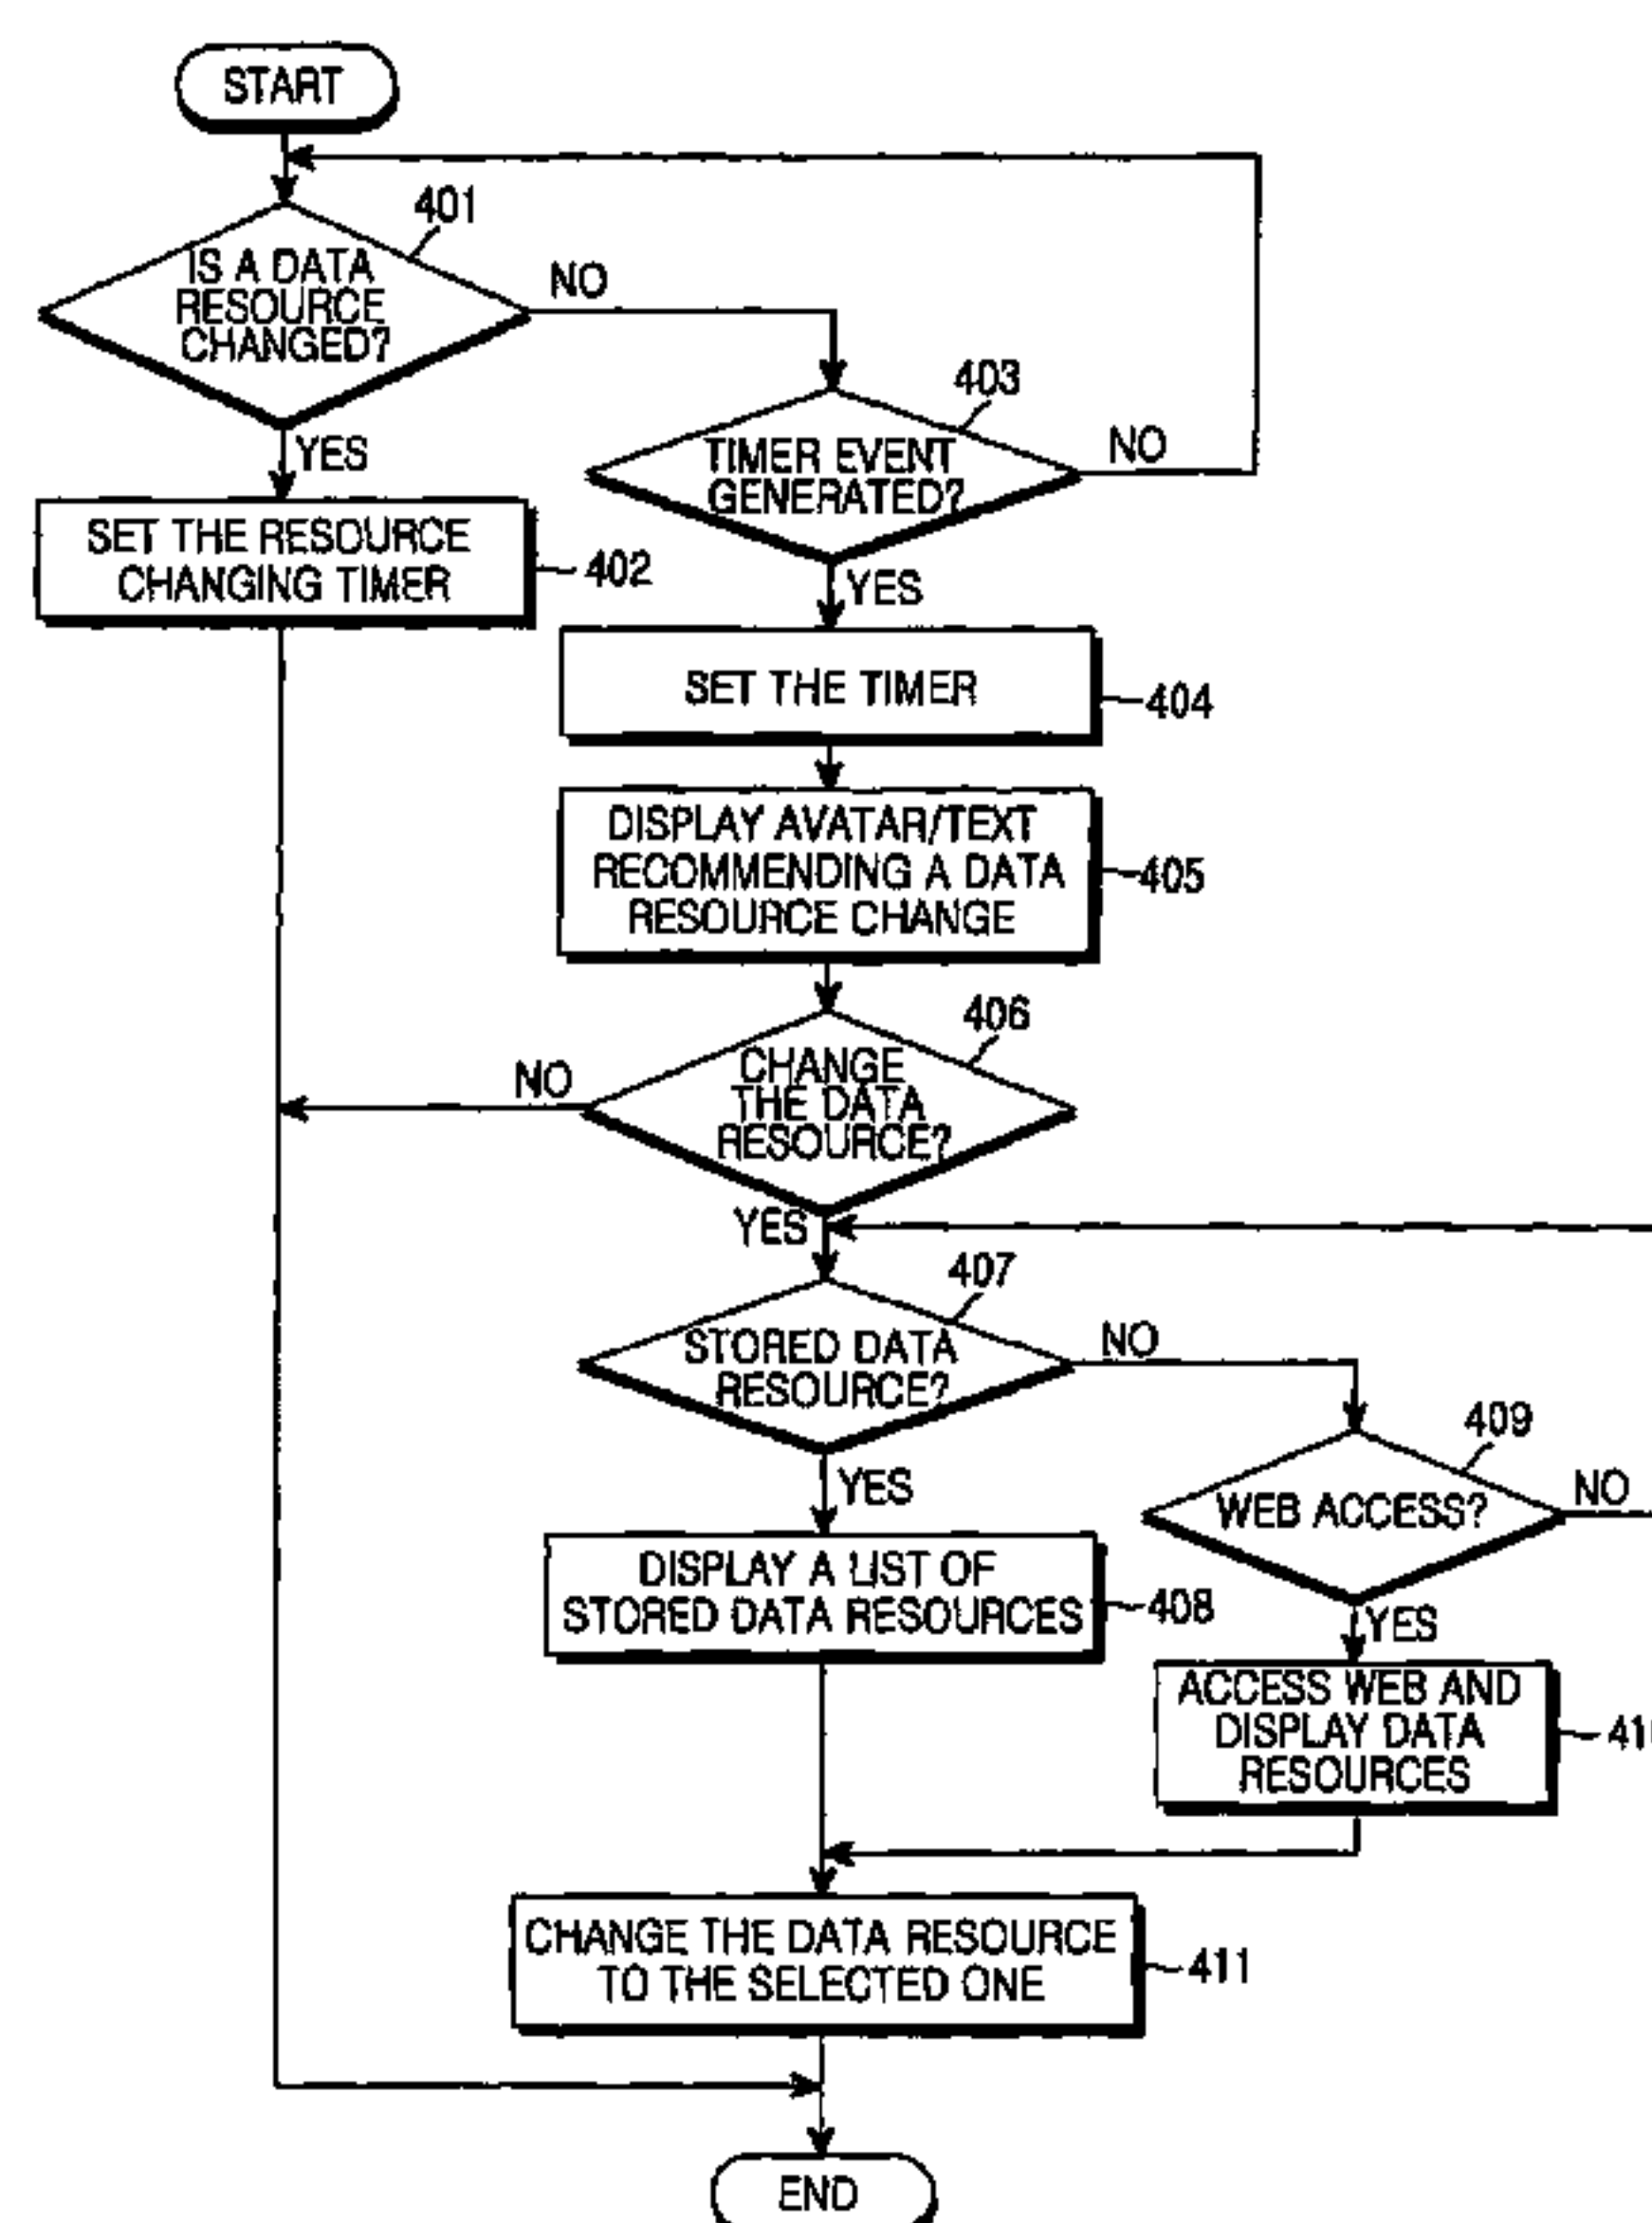 START
401
IS A DATA
RESOURCE
CHANGED?
NO
YES
403
TIMER EVENT
GENERATED?
NO
YES
SET THE RESOURCE
CHANGING TIMER
402
SET THE TIMER
404
DISPLAY AVATAR/TEXT
RECOMMENDING A DATA
RESOURCE CHANGE
405
406
CHANGE
THE DATA
RESOURCE?
NO
YES
407
STORED DATA
RESOURCE?
NO
YES
409
WEB ACCESS?
NO
YES
DISPLAY A LIST OF
STORED DATA RESOURCES
408
ACCESS WEB AND
DISPLAY DATA
RESOURCES
CHANGE THE DATA RESOURCE
TO THE SELECTED ONE
411
END